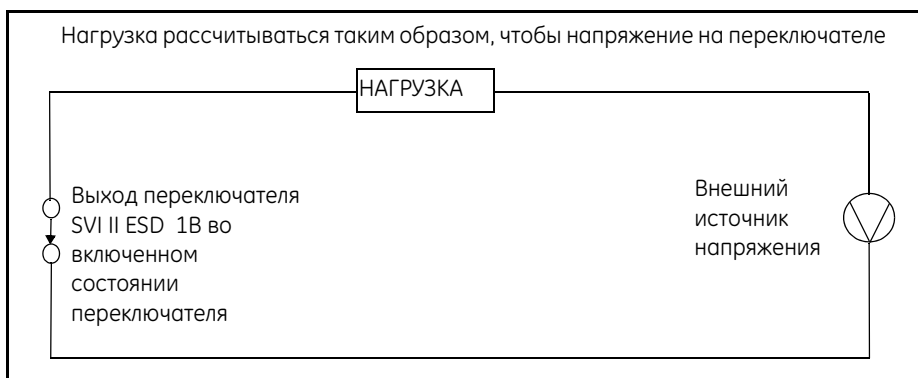 Нагрузка рассчитываться таким образом, чтобы напряжение на переключателе
НАГРУЗКА
Выход переключателя
SVI II ESD 1В во
включенном
состоянии
переключателя
Внешний
источник
напряжения